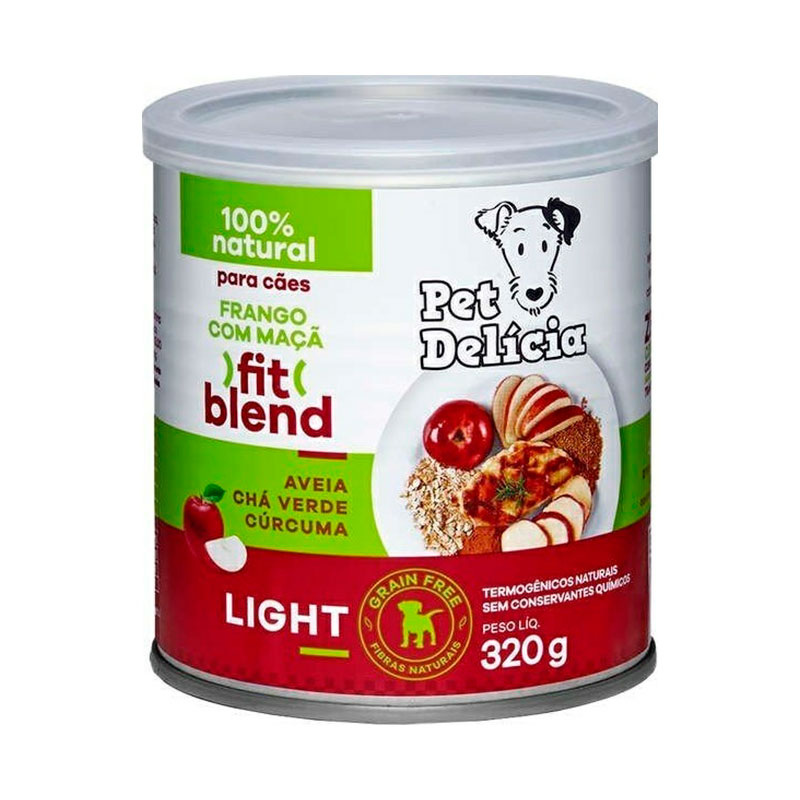 100%
natural
para cães
FRANGO
COM MAÇÃ
fit
blend
AVEIA
CHÁ VERDE
CÚRCUMA
LIGHT
Pet
Delícia
GRAIN FREE
FIBRAS NATURAIS
TERMOGÊNICOS NATURAIS
SEM CONSERVANTES QUÍMICOS
PESO LÍQ.
320g